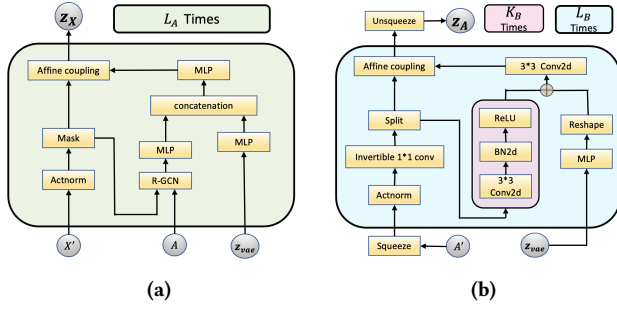 z_X
L_A Times
Affine coupling
MLP
concatenation
Mask
MLP
MLP
Actnorm
R-GCN
X'
A
z_vae
(a)
Unsqueeze
z_A
K_B
Times
L_B
Times
Affine coupling
3*3 Conv2d
Split
ReLU
Reshape
Invertible 1*1 conv
BN2d
MLP
Actnorm
3*3
Conv2d
Squeeze
A'
z_vae
(b)